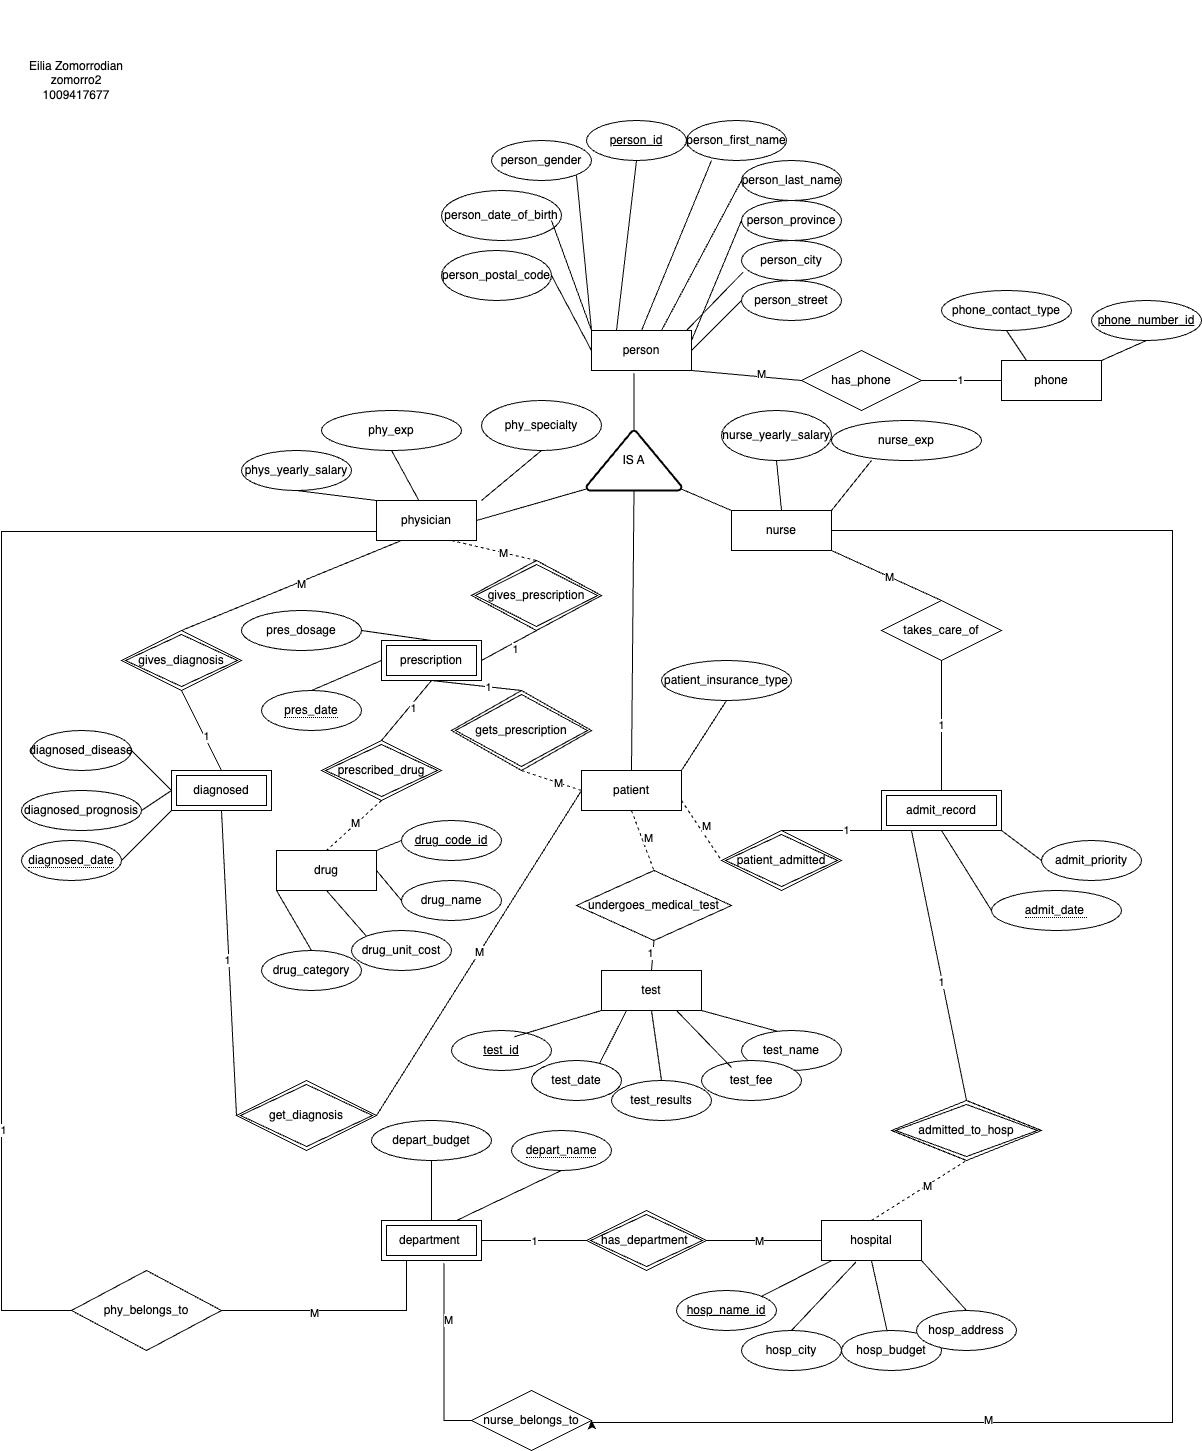 Eilia Zomorrodian
zomorro2
1009417677
person_id
person_first_name
person_gender
person_last_name
person_date_of_birth
person_province
person_city
person_postal_code
person_street
phone_contact_type
phone_number_id
person
M
has_phone
1
phone
phy_exp
phy_specialty
nurse_yearly_salary
nurse_exp
phys_yearly_salary
IS A
physician
nurse
M
M
M
gives_prescription
pres_dosage
takes_care_of
1
gives_diagnosis
prescription
1
patient_insurance_type
pres_date
1
gets_prescription
1
1
diagnosed_disease
prescribed_drug
M
diagnosed
patient
diagnosed_prognosis
admit_record
M
M
M
1
drug_code_id
diagnosed_date
patient_admitted
admit_priority
drug
drug_name
undergoes_medical_test
admit_date
drug_unit_cost
M
1
1
drug_category
1
test
test_id
test_name
test_date
test_fee
test_results
get_diagnosis
1
depart_budget
depart_name
admitted_to_hosp
M
department
1
has_department
M
hospital
phy_belongs_to
M
M
hosp_name_id
hosp_address
hosp_city
hosp_budget
nurse_belongs_to
M